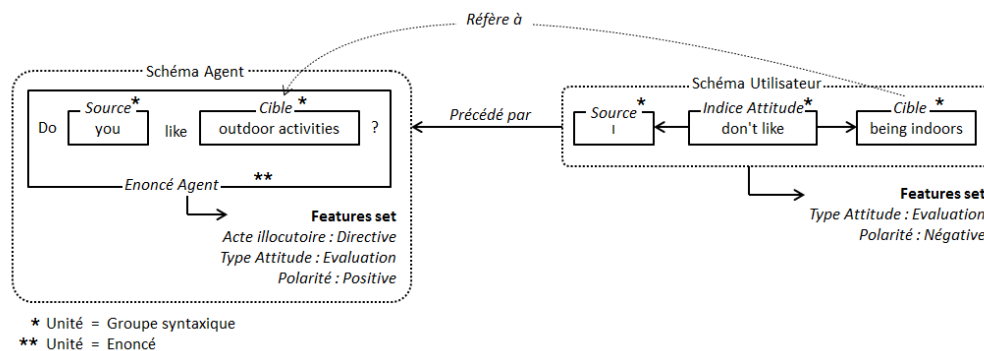 Réfère à
Schéma Agent
Source*
Cible *
Do you like outdoor activities ?
Enoncé Agent **
Features set
Acte illocutoire : Directive
Type Attitude : Evaluation
Polarité : Positive
Précédé par
Schéma Utilisateur
Source *
Indice Attitude*
Cible *
I
don't like
being indoors
Features set
Type Attitude : Evaluation
Polarité : Négative
* Unité = Groupe syntaxique
** Unité = Enoncé